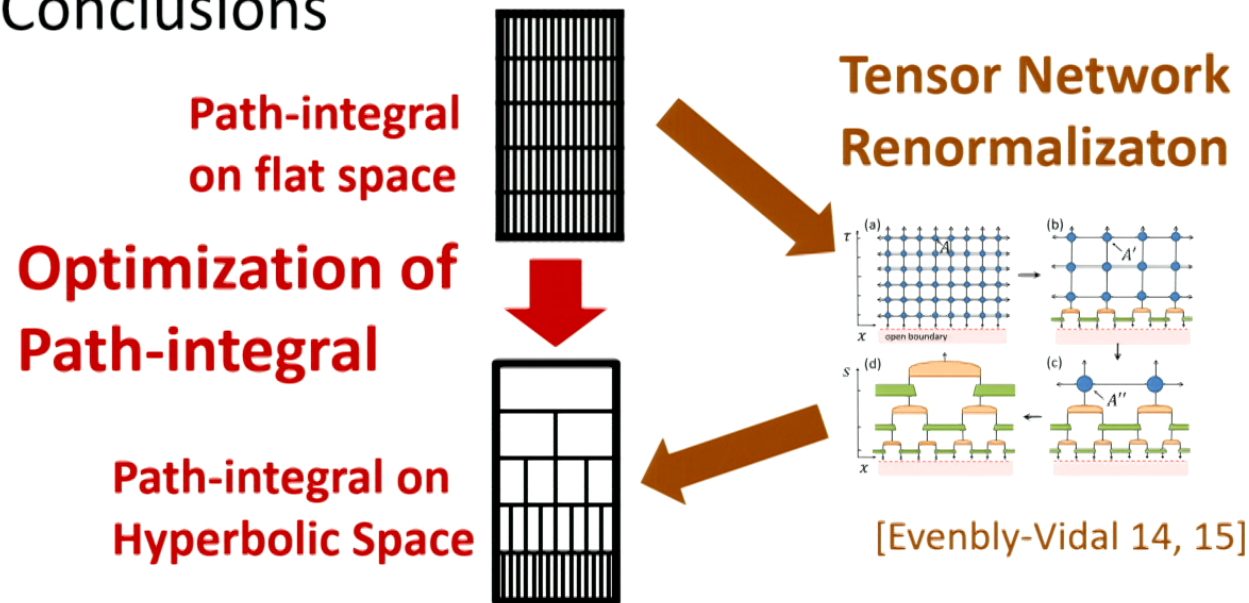 Conclusions
Path-integral
on flat space
Optimization of
Path-integral
Path-integral on
Hyperbolic Space
Tensor Network
Renormalizaton
(a)
τ
A
x
open boundary
(b)
A'
(d)
s
x
(c)
A''
[Evenbly-Vidal 14, 15]